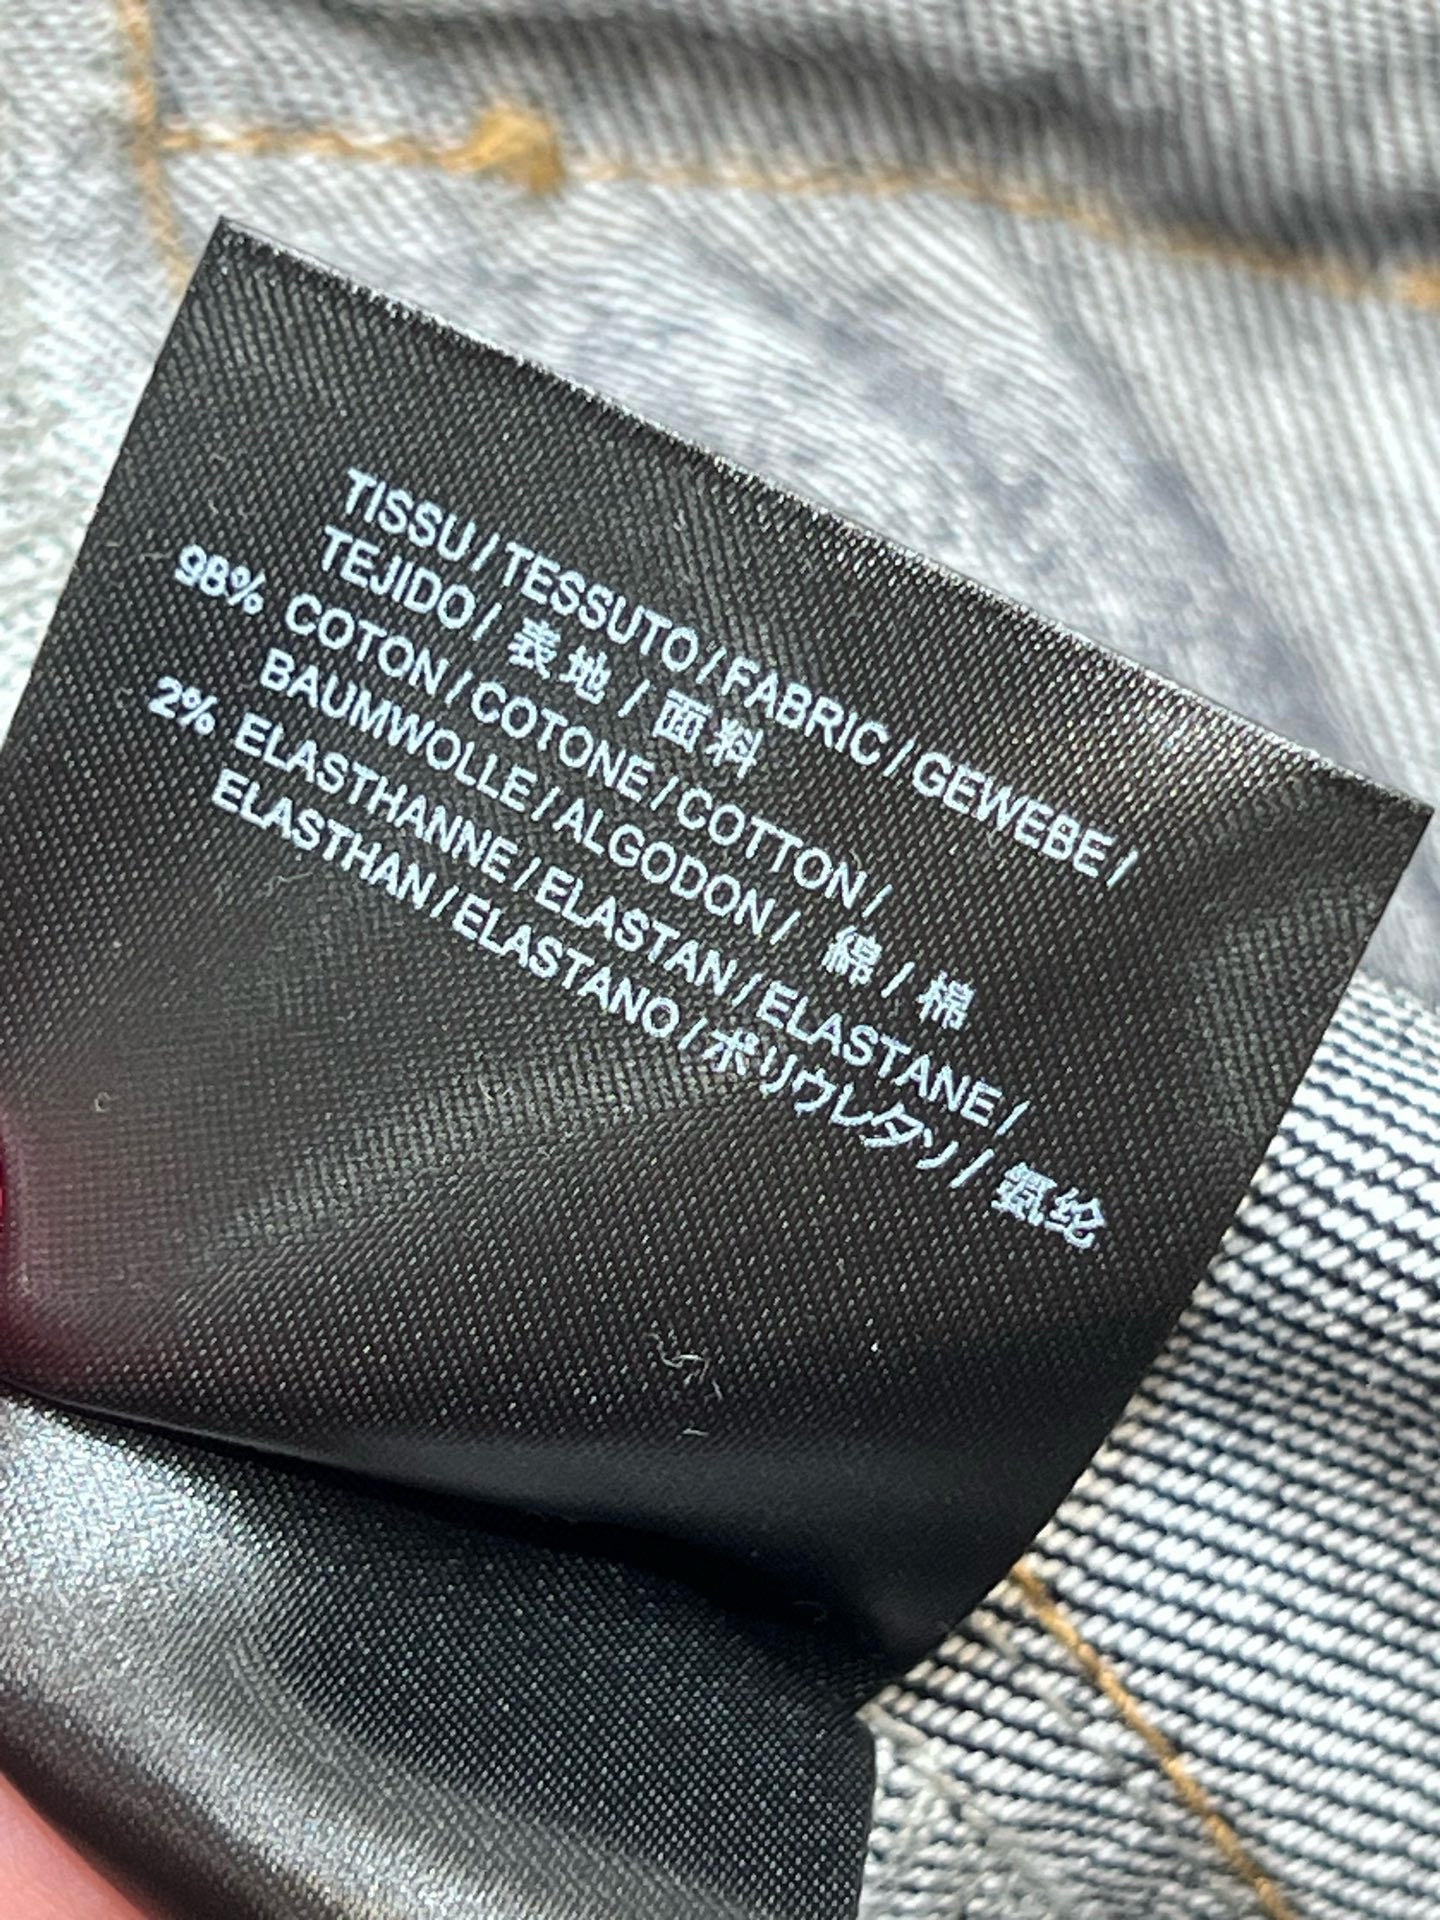 TISSU / TESSUTO / FABRIC / GEWEBE /
TEJIDO / 表地 / 面料
98% COTON / COTONE / COTTON /
BAUMWOLLE / ALGODON / 綿 / 棉
2% ELASTHANNE / ELASTAN / ELASTANE /
ELASTHAN / ELASTANO / ポリウレタン / 氨纶